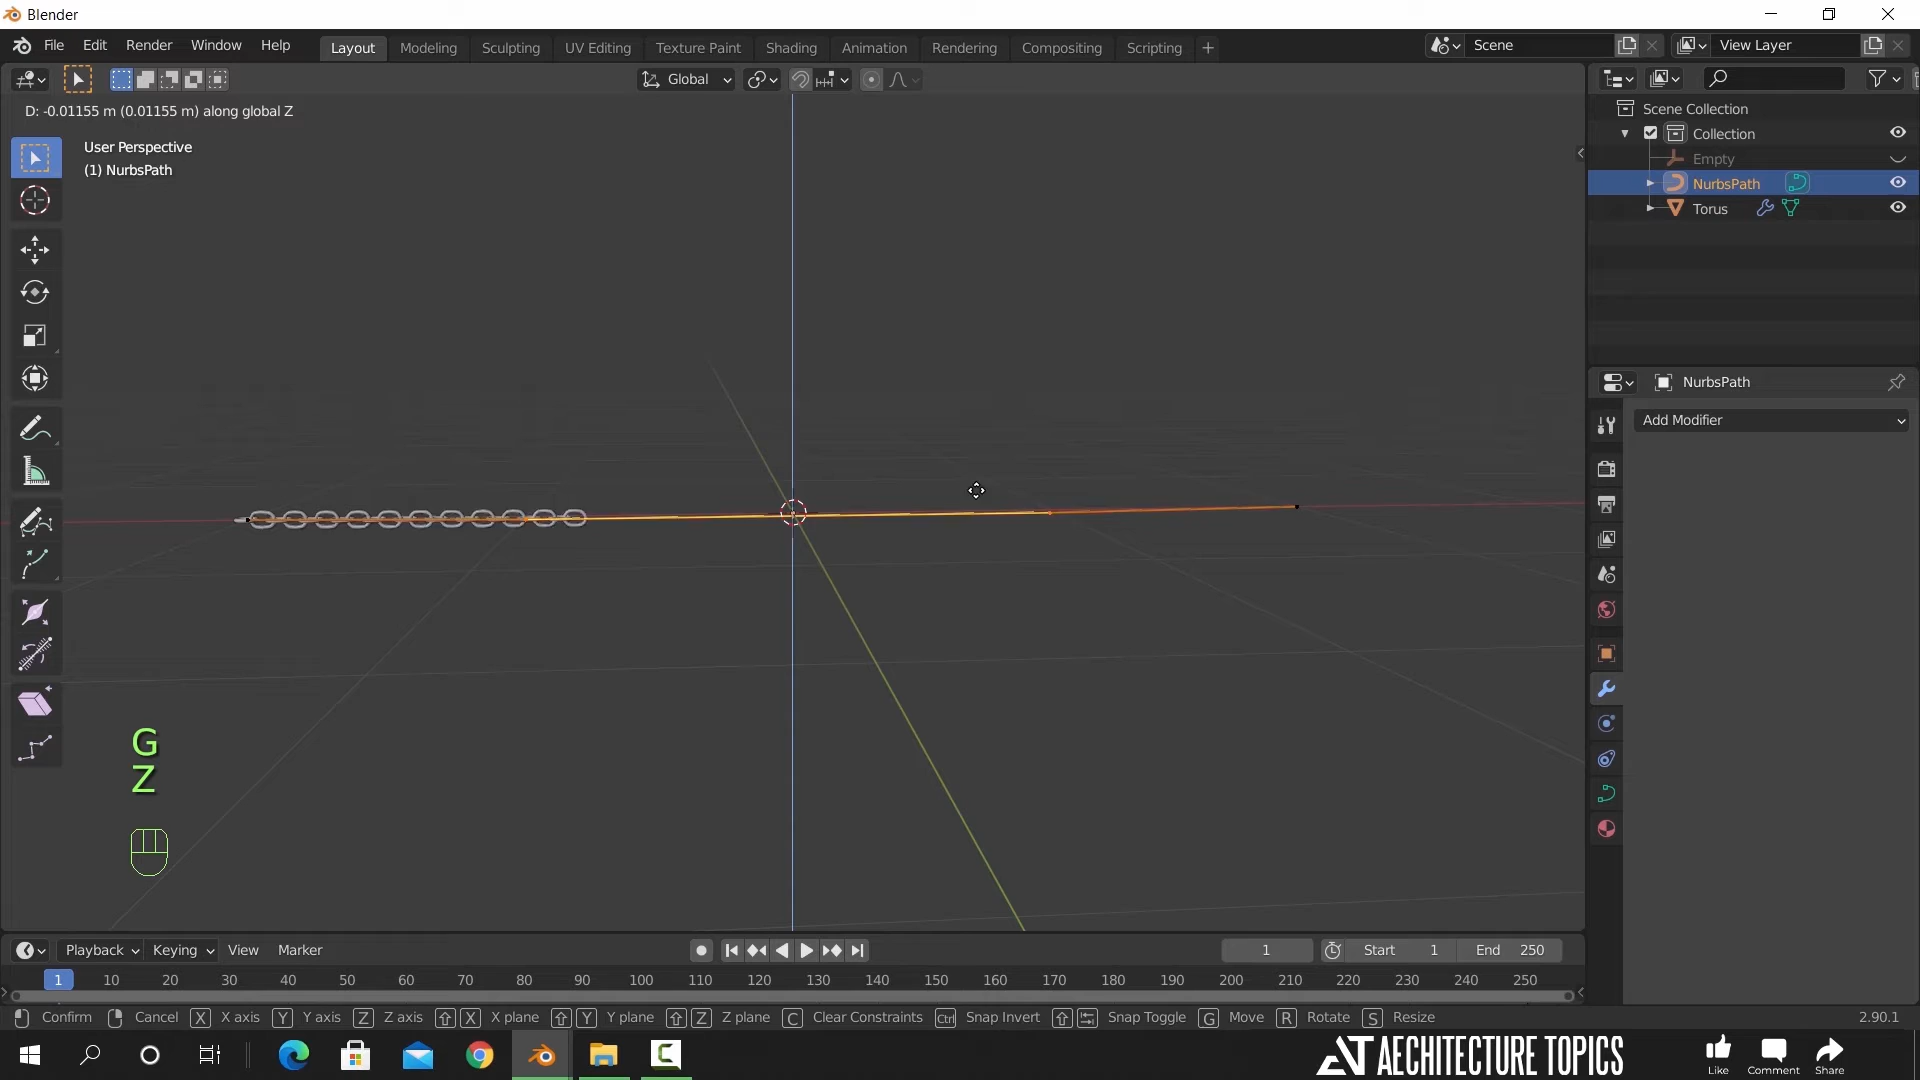 Blender
File Edit Render Window Help Layout Modeling Sculpting UV Editing Texture Paint Shading Animation Rendering Compositing Scripting + Scene View Layer
Global
D: -0.01155 m (0.01155 m) along global Z
User Perspective
(1) NurbsPath
Scene Collection
Collection
Empty
NurbsPath
Torus
NurbsPath
Add Modifier
G
Z
Playback Keying View Marker 1 Start 1 End 250
1 10 20 30 40 50 60 70 80 90 100 110 120 130 140 150 160 170 180 190 200 210 220 230 240 250
Confirm Cancel X X axis Y Y axis Z Z axis X X plane Y Y plane Z Z plane C Clear Constraints Ctrl Snap Invert Snap Toggle G Move R Rotate S Resize 2.90.1
AT AECHITECTURE TOPICS
Like Comment Share